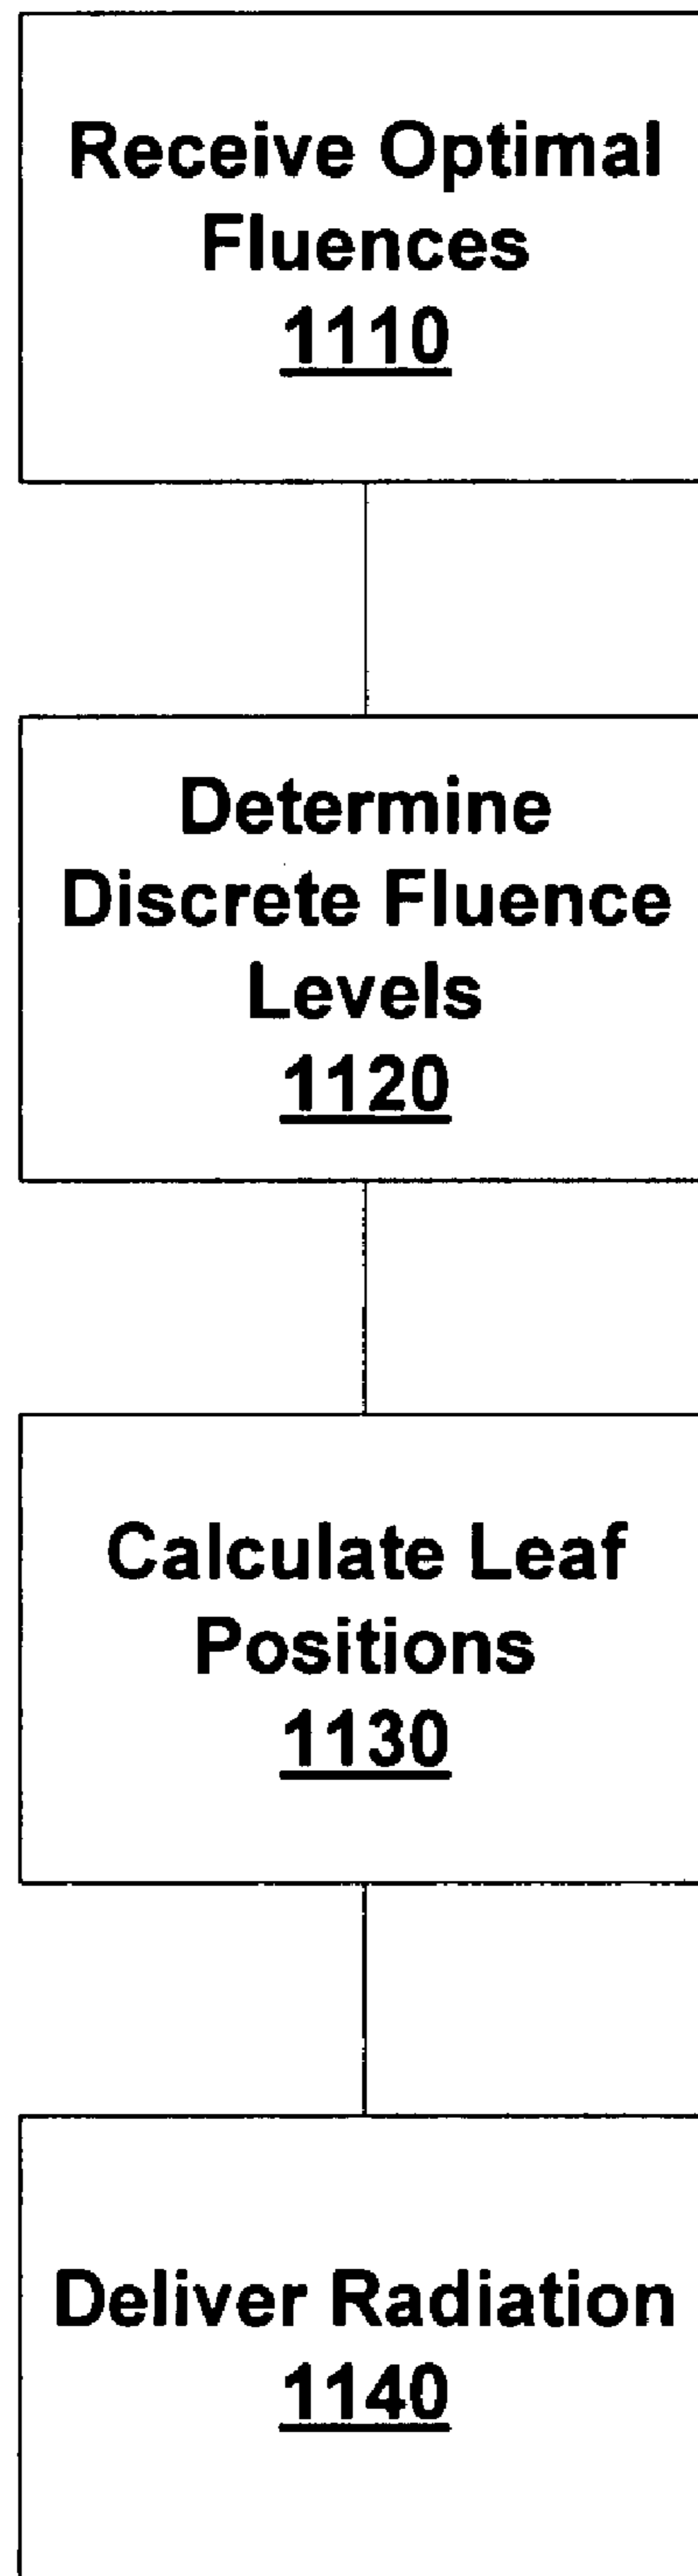 Receive Optimal
Fluences
1110
Determine
Discrete Fluence
Levels
1120
Calculate Leaf
Positions
1130
Deliver Radiation
1140